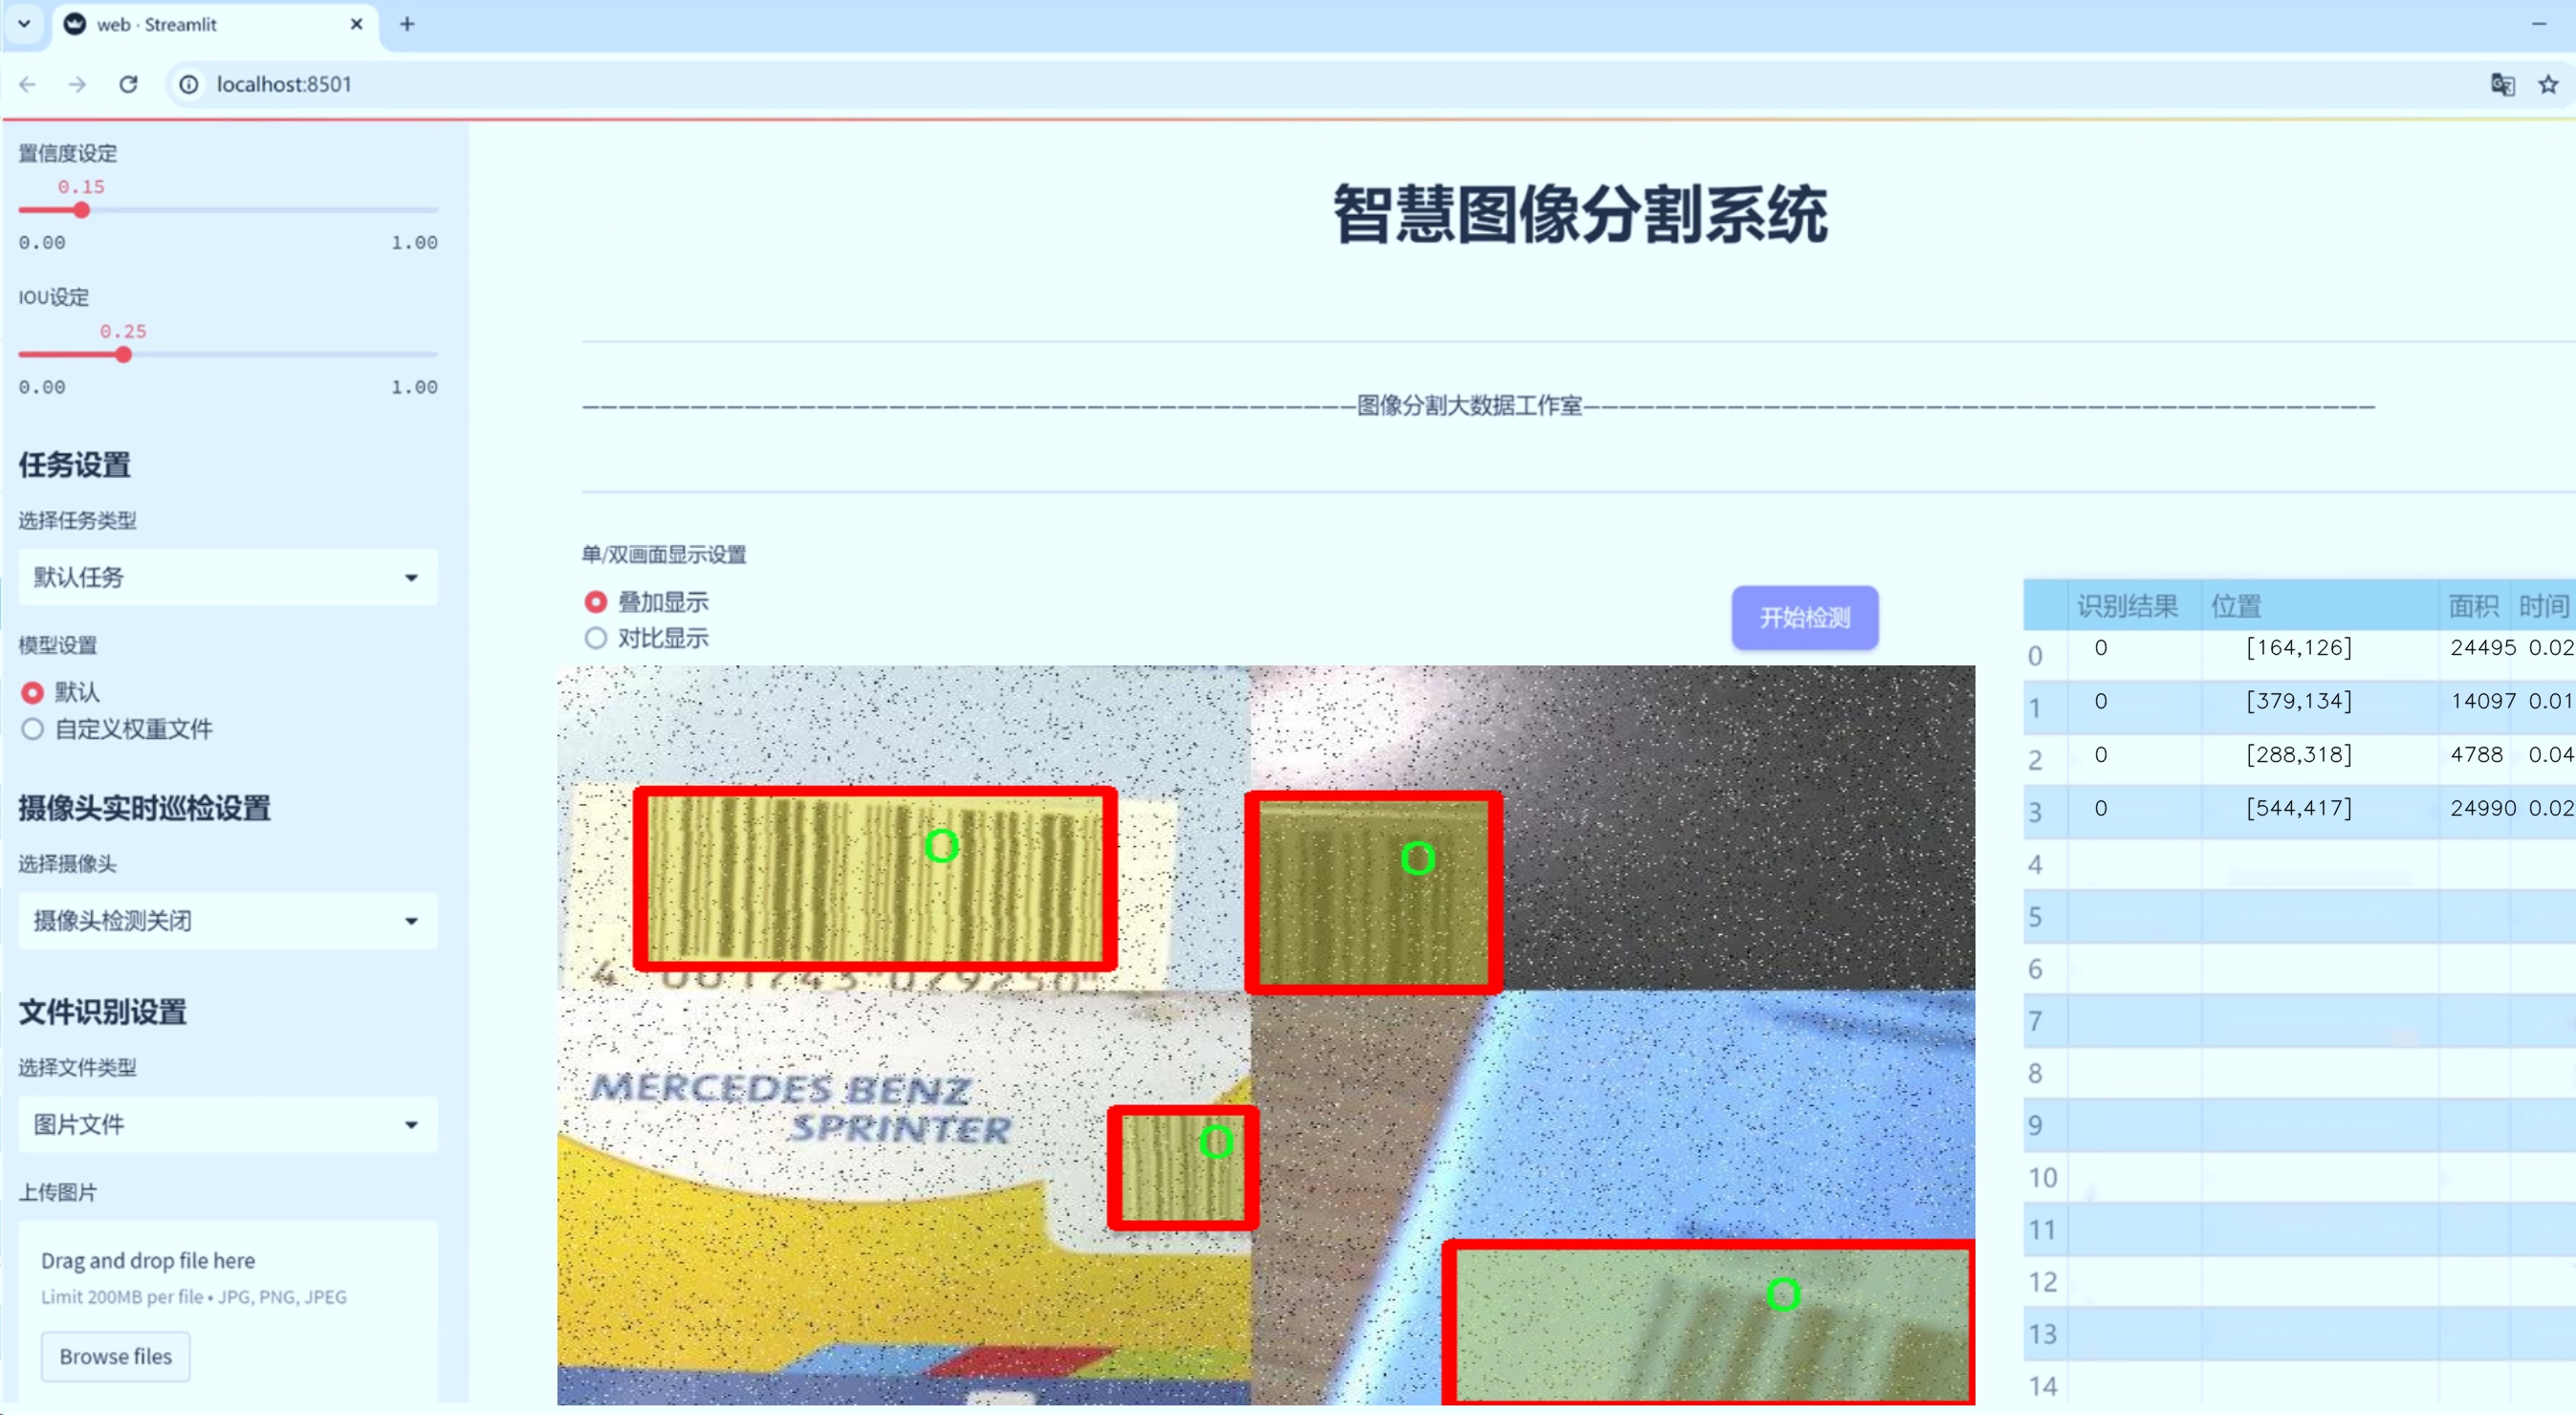 web · Streamlit
localhost:8501
置信度设定
0.15
0.00 1.00
IOU设定
0.25
0.00 1.00
任务设置
选择任务类型
默认任务
模型设置
默认
自定义权重文件
摄像头实时巡检设置
选择摄像头
摄像头检测关闭
文件识别设置
选择文件类型
图片文件
上传图片
Drag and drop file here
Limit 200MB per file • JPG, PNG, JPEG
Browse files
智慧图像分割系统
图像分割大数据工作室
单/双画面显示设置
叠加显示
对比显示
开始检测
0
0
4 001743 079250
MERCEDES BENZ
SPRINTER
0
0
识别结果 位置 面积 时间
0 0 [164,126] 24495 0.02
1 0 [379,134] 14097 0.01
2 0 [288,318] 4788 0.04
3 0 [544,417] 24990 0.02
4
5
6
7
8
9
10
11
12
13
14